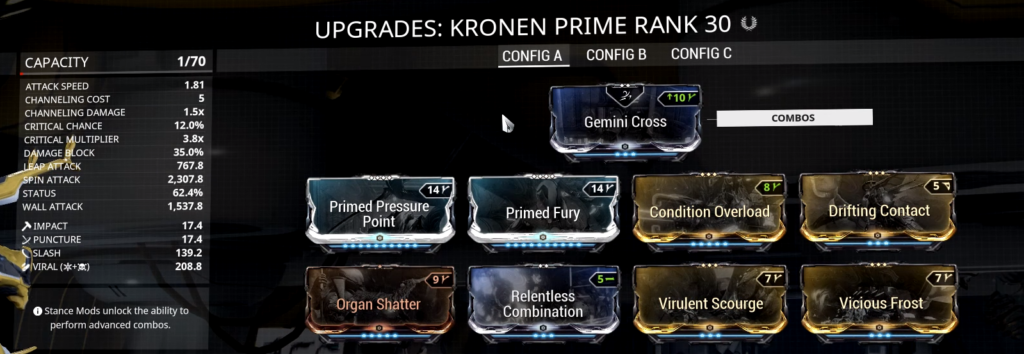 UPGRADES: KRONEN PRIME RANK 30
CONFIG A CONFIG B CONFIG C
CAPACITY 1/70
ATTACK SPEED 1.81
CHANNELING COST 5
CHANNELING DAMAGE 1.5x
CRITICAL CHANCE 12.0%
CRITICAL MULTIPLIER 3.8x
DAMAGE BLOCK 35.0%
LEAP ATTACK 767.8
SPIN ATTACK 2,307.8
STATUS 62.4%
WALL ATTACK 1,537.8
IMPACT 17.4
PUNCTURE 17.4
SLASH 139.2
VIRAL (+) 208.8
Stance Mods unlock the ability to
perform advanced combos.
10
Gemini Cross
COMBOS
14
Primed Pressure
Point
14
Primed Fury
8
Condition Overload
5
Drifting Contact
9
Organ Shatter
5
Relentless
Combination
7
Virulent Scourge
7
Vicious Frost